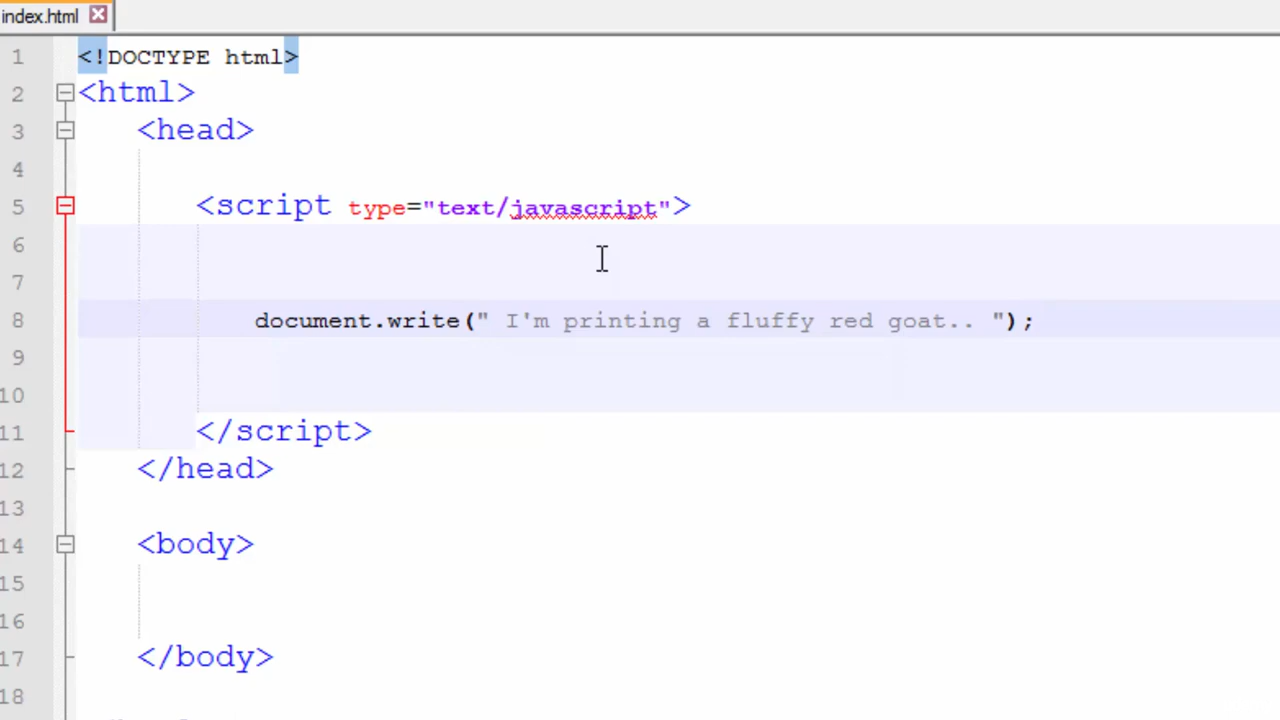 index.html
1 <!DOCTYPE html>
2 <html>
3 <head>
4
5 <script type="text/javascript">
6
7
8 document.write(" I'm printing a fluffy red goat.. ");
9
10
11 </script>
12 </head>
13
14 <body>
15
16
17 </body>
18